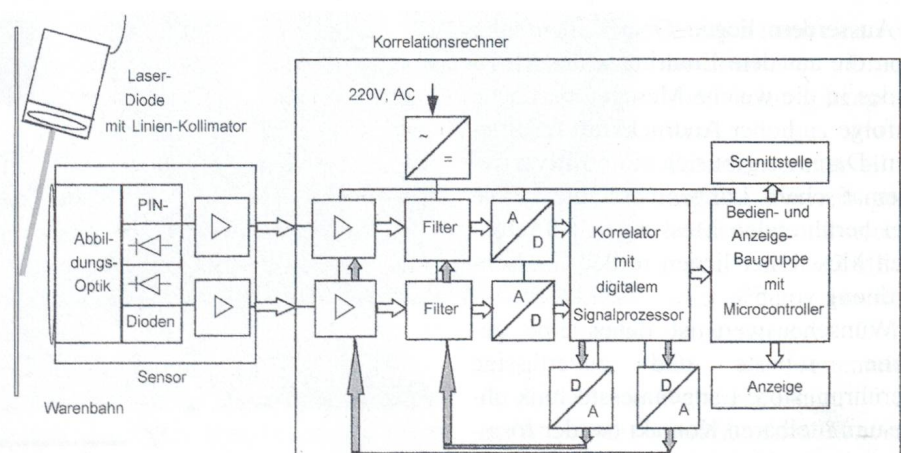 Korrelationsrechner
Laser-
Diode
mit Linien-Kollimator
220V, AC
~
=
Schnittstelle
PIN-
Abbil-
dungs-
Optik
Dioden
Sensor
Warenbahn
Filter
Filter
A
D
A
D
Korrelator
mit
digitalem
Signalprozessor
Bedien- und
Anzeige-
Baugruppe
mit
Microcontroller
D
A
D
A
Anzeige